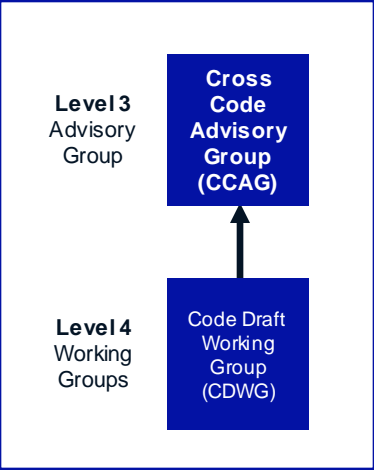 Level 3
Advisory
Group
Cross
Code
Advisory
Group
(CCAG)
Level 4
Working
Groups
Code Draft
Working
Group
(CDWG)